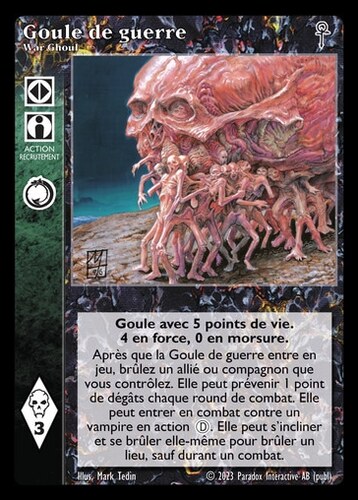 Goule de guerre
War Ghoul
ACTION
RECRUTEMENT
Goule avec 5 points de vie.
4 en force, 0 en morsure.
Après que la Goule de guerre entre en
jeu, brûlez un allié ou compagnon que
vous contrôlez. Elle peut prévenir 1 point
de dégâts chaque round de combat. Elle
peut entrer en combat contre un
vampire en action Ⓓ. Elle peut s'incliner
et se brûler elle-même pour brûler un
lieu, sauf durant un combat.
3
Illus. Mark Tedin
© 2023 Paradox Interactive AB (publ)